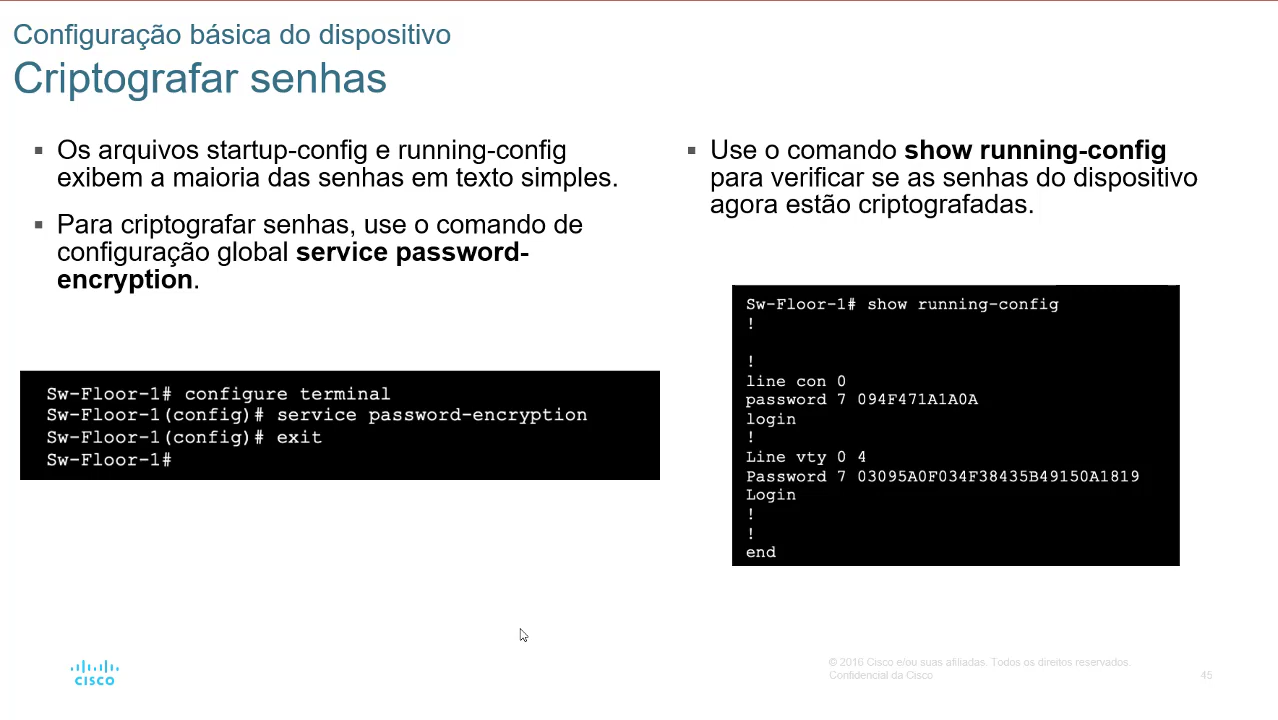 Configuração básica do dispositivo
Criptografar senhas
▪ Os arquivos startup-config e running-config
exibem a maioria das senhas em texto simples.
▪ Para criptografar senhas, use o comando de
configuração global service password-
encryption.
Sw-Floor-1# configure terminal
Sw-Floor-1(config)# service password-encryption
Sw-Floor-1(config)# exit
Sw-Floor-1#
▪ Use o comando show running-config
para verificar se as senhas do dispositivo
agora estão criptografadas.
Sw-Floor-1# show running-config
!
!
line con 0
password 7 094F471A1A0A
login
!
Line vty 0 4
Password 7 03095A0F034F38435B49150A1819
Login
!
!
end
CISCO
© 2016 Cisco e/ou suas afiliadas. Todos os direitos reservados.
Confidencial da Cisco
45